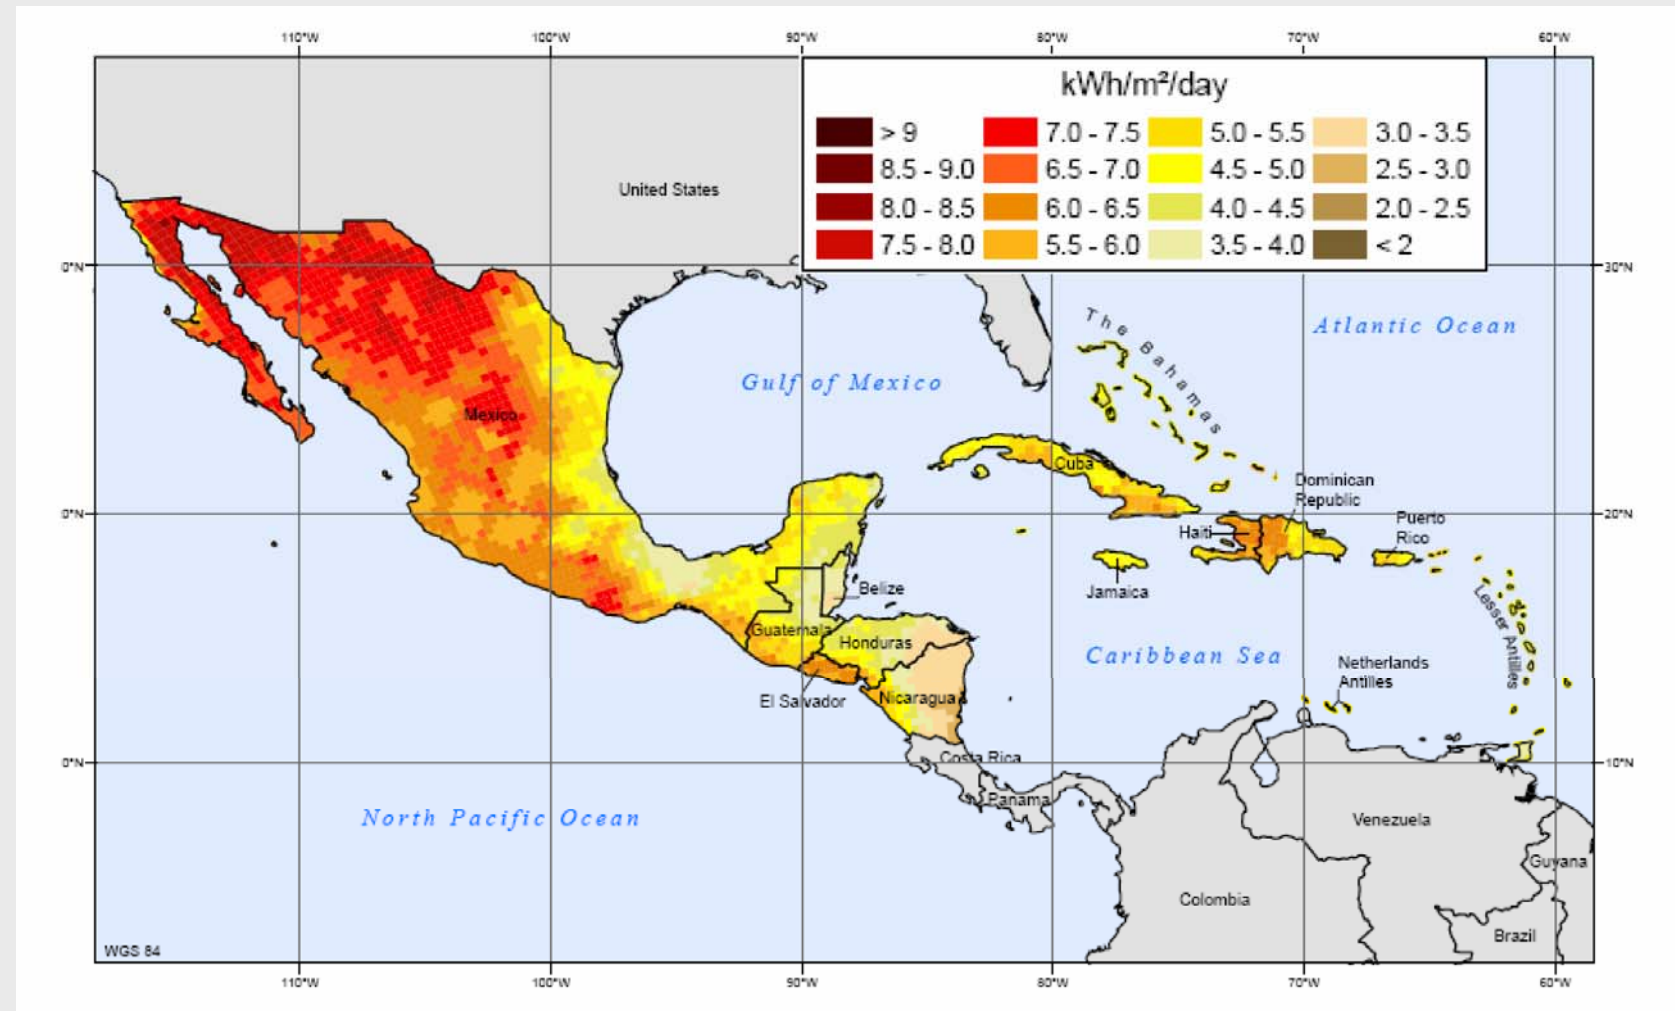 110°W 100°W 90°W 80°W 70°W 60°W
kWh/m²/day
> 9 7.0 - 7.5 5.0 - 5.5 3.0 - 3.5
8.5 - 9.0 6.5 - 7.0 4.5 - 5.0 2.5 - 3.0
8.0 - 8.5 6.0 - 6.5 4.0 - 4.5 2.0 - 2.5
7.5 - 8.0 5.5 - 6.0 3.5 - 4.0 < 2
United States
0°N 30°N
The Bahamas
Atlantic Ocean
Gulf of Mexico
Mexico
Cuba
Dominican
Republic
0°N 20°N
Puerto
Rico
Haiti
Jamaica
Belize
Lesser Antilles
Guatemala
Honduras
Caribbean Sea
Netherlands
Antilles
El Salvador
Nicaragua
Costa Rica
0°N 10°N
Panama
North Pacific Ocean
Venezuela
Guyana
Colombia
Brazil
WGS 84
110°W 100°W 90°W 80°W 70°W 60°W